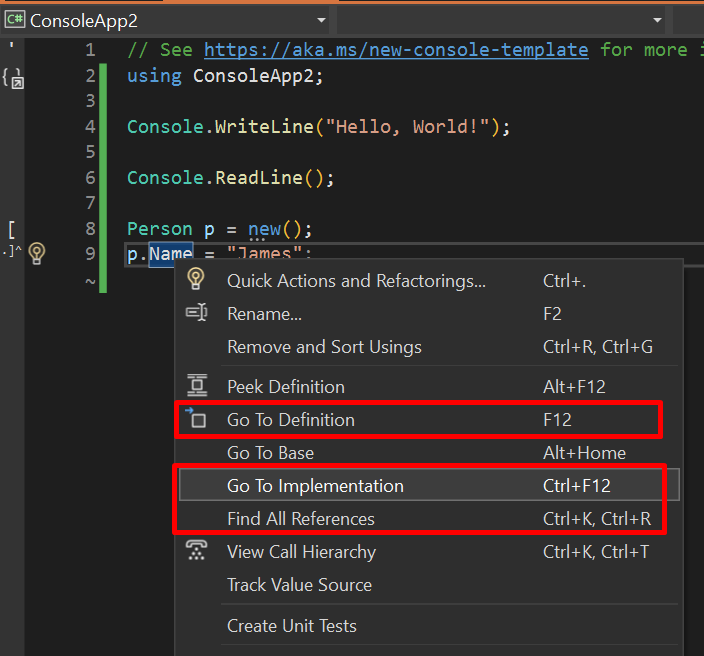 C# ConsoleApp2
1 // See https://aka.ms/new-console-template for more i
2 using ConsoleApp2;
3
4 Console.WriteLine("Hello, World!");
5
6 Console.ReadLine();
7
8 Person p = new();
9 p.Name = "James";
~
Quick Actions and Refactorings... Ctrl+.
Rename... F2
Remove and Sort Usings Ctrl+R, Ctrl+G
Peek Definition Alt+F12
Go To Definition F12
Go To Base Alt+Home
Go To Implementation Ctrl+F12
Find All References Ctrl+K, Ctrl+R
View Call Hierarchy Ctrl+K, Ctrl+T
Track Value Source
Create Unit Tests